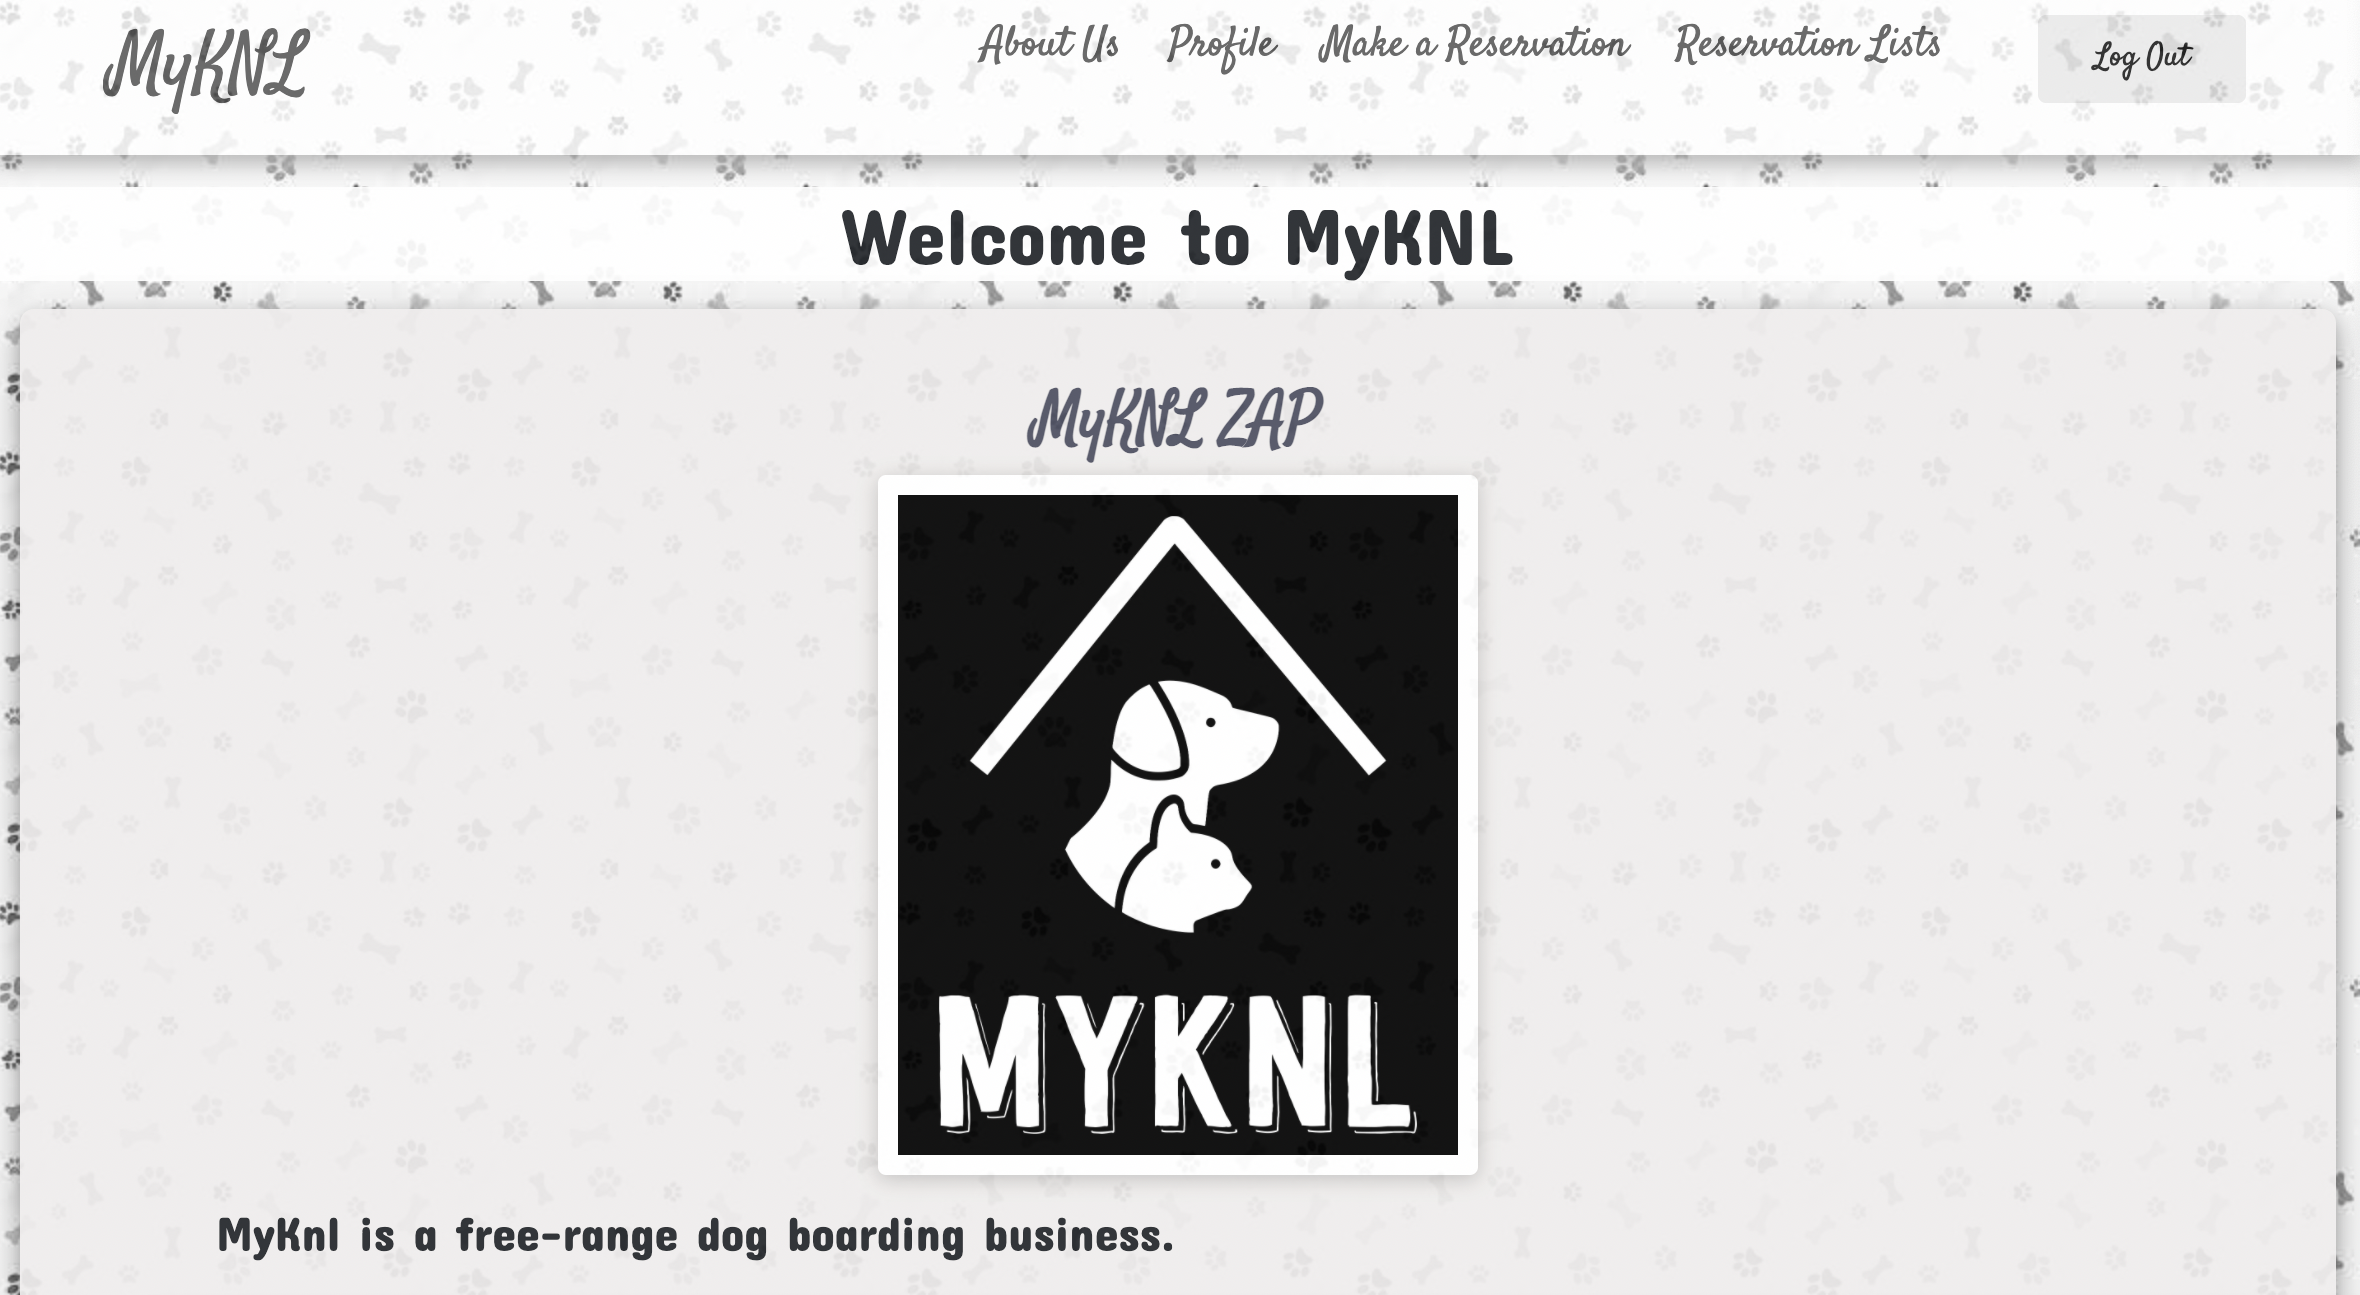 MyKNL
About Us Profile Make a Reservation Reservation Lists Log Out
Welcome to MyKNL
MyKNL ZAP
MYKNL
MyKnl is a free-range dog boarding business.